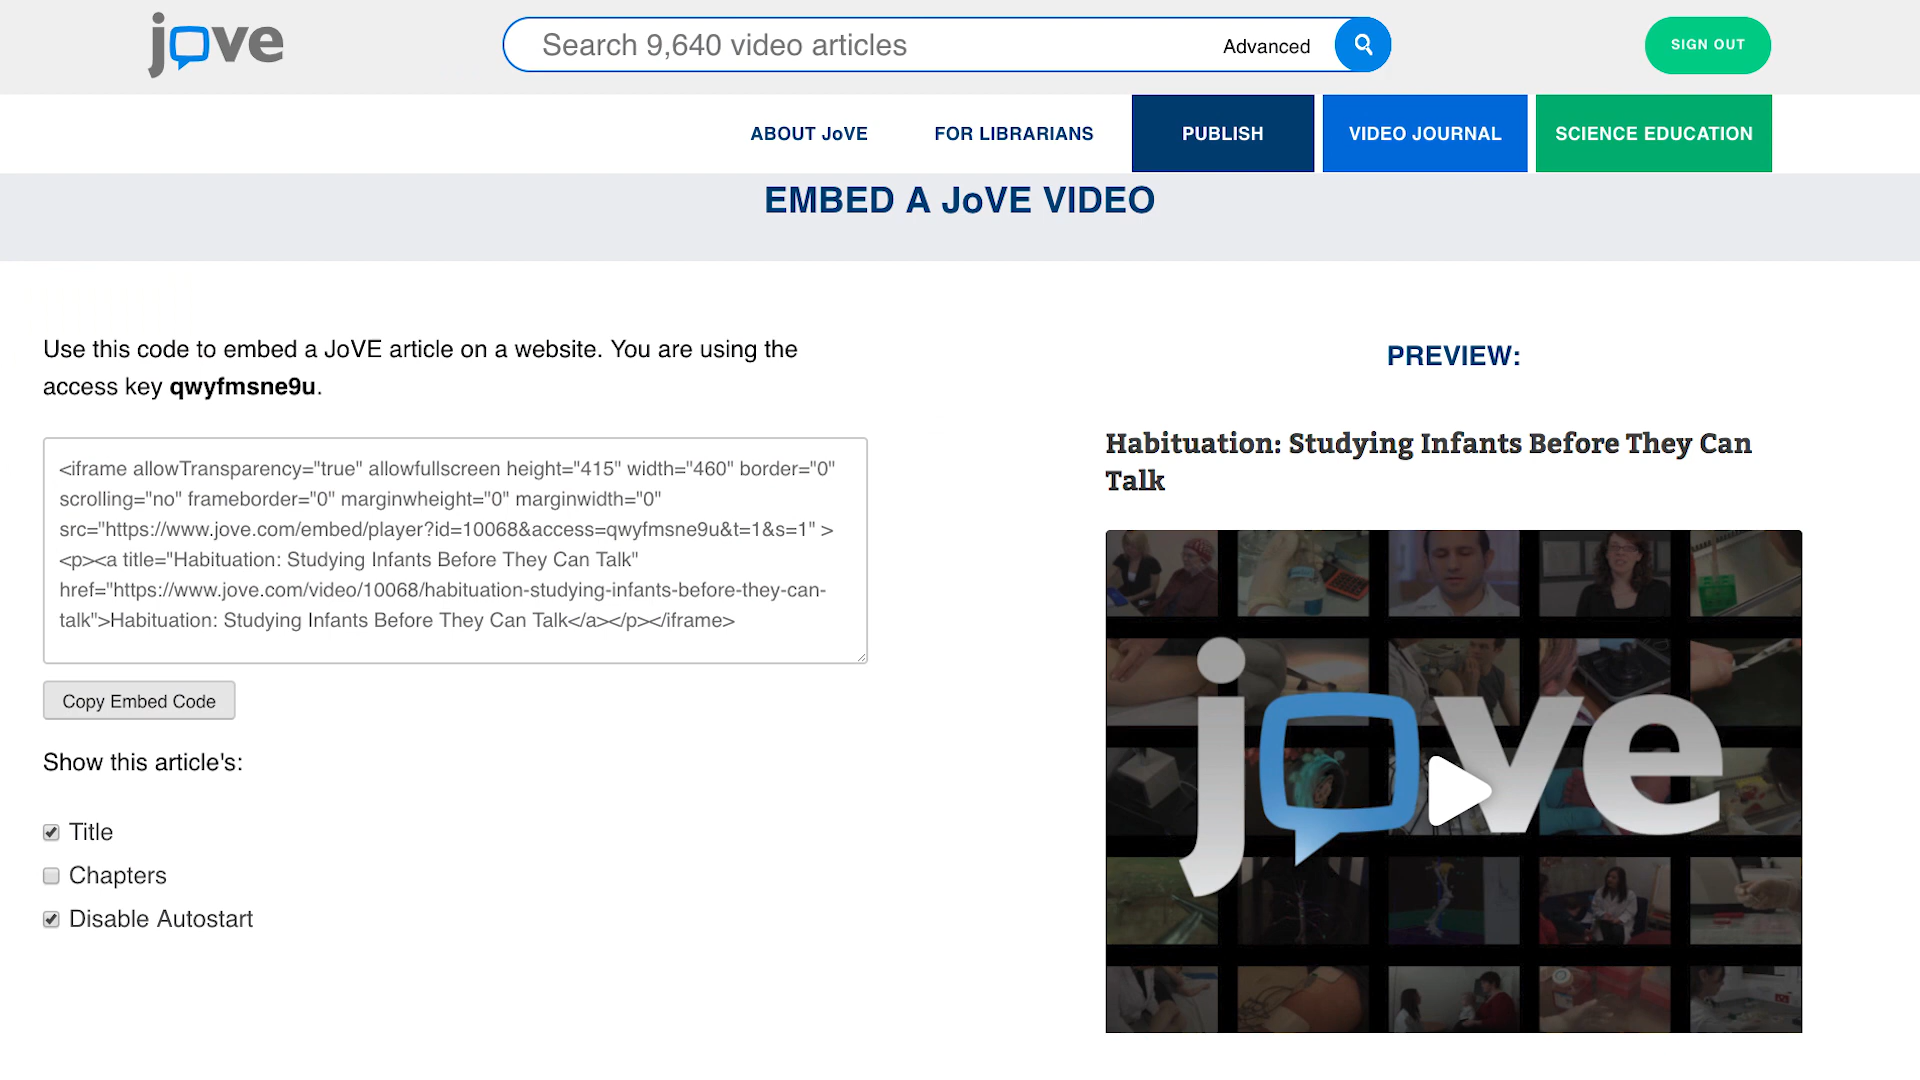 jove
Search 9,640 video articles
Advanced
SIGN OUT
ABOUT JoVE
FOR LIBRARIANS
PUBLISH
VIDEO JOURNAL
SCIENCE EDUCATION
EMBED A JoVE VIDEO
Use this code to embed a JoVE article on a website. You are using the
access key qwyfmsne9u.
<iframe allowTransparency="true" allowfullscreen height="415" width="460" border="0"
scrolling="no" frameborder="0" marginwheight="0" marginwidth="0"
src="https://www.jove.com/embed/player?id=10068&access=qwyfmsne9u&t=1&s=1" >
<p><a title="Habituation: Studying Infants Before They Can Talk"
href="https://www.jove.com/video/10068/habituation-studying-infants-before-they-can-
talk">Habituation: Studying Infants Before They Can Talk</a></p></iframe>
Copy Embed Code
Show this article's:
Title
Chapters
Disable Autostart
PREVIEW:
Habituation: Studying Infants Before They Can
Talk
jove